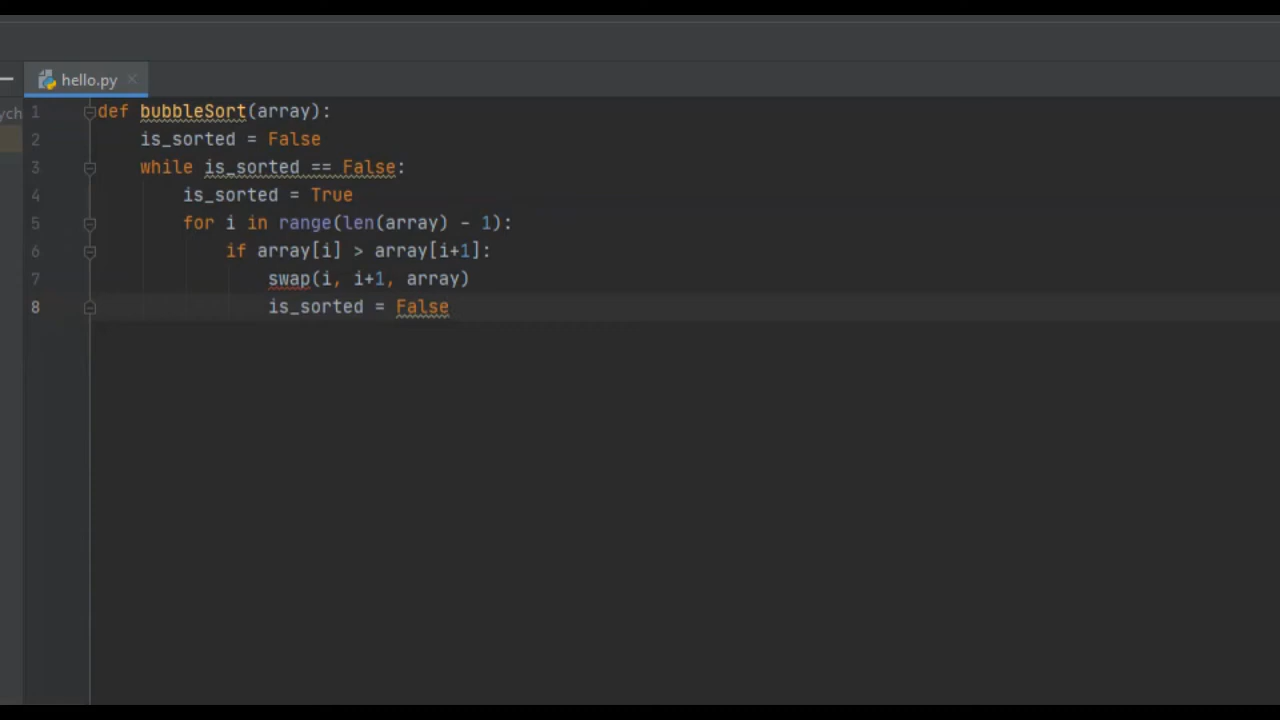 hello.py
ych
1 def bubbleSort(array):
2     is_sorted = False
3     while is_sorted == False:
4         is_sorted = True
5         for i in range(len(array) - 1):
6             if array[i] > array[i+1]:
7                 swap(i, i+1, array)
8                 is_sorted = False